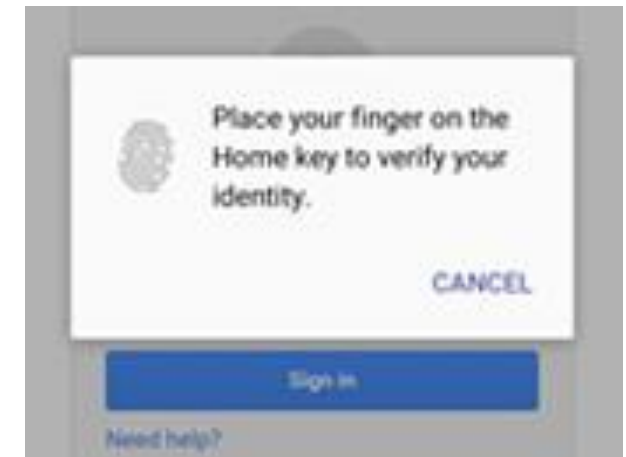 Place your finger on the
Home key to verify your
identity.
CANCEL
Sign in
Need help?